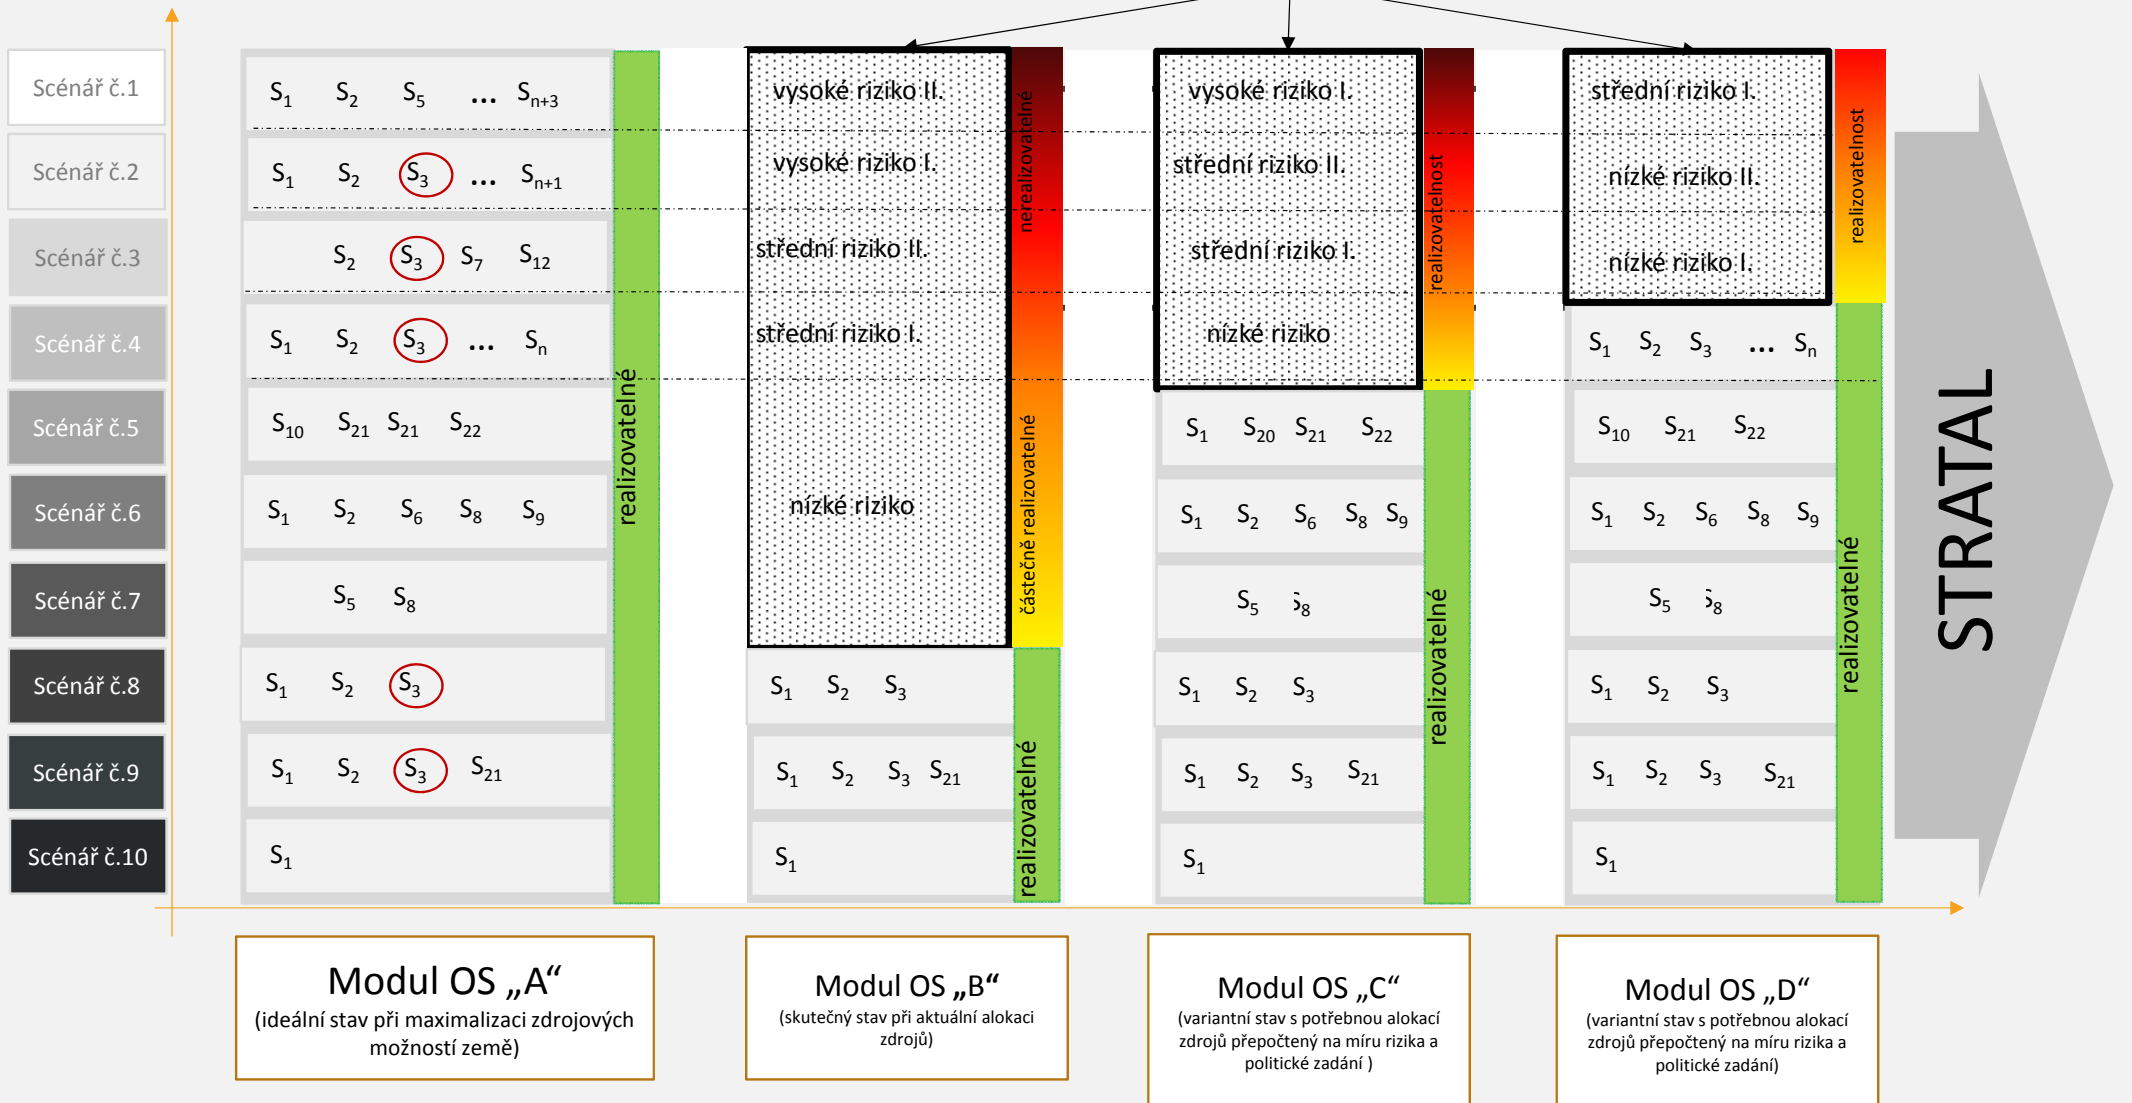 Scénář č.1
Scénář č.2
Scénář č.3
Scénář č.4
Scénář č.5
Scénář č.6
Scénář č.7
Scénář č.8
Scénář č.9
Scénář č.10
S1 S2 S5 ... Sn+3
S1 S2 S3 ... Sn+1
S2 S3 S7 S12
S1 S2 S3 ... Sn
S10 S21 S21 S22
S1 S2 S6 S8 S9
S5 S8
S1 S2 S3
S1 S2 S3 S21
S1
realizovatelné
vysoké riziko II.
vysoké riziko I.
střední riziko II.
střední riziko I.
nízké riziko
S1 S2 S3
S1 S2 S3 S21
S1
nerealizovatelné
částečně realizovatelné
realizovatelné
vysoké riziko I.
střední riziko II.
střední riziko I.
nízké riziko
S1 S20 S21 S22
S1 S2 S6 S8 S9
S5 S8
S1 S2 S3
S1 S2 S3 S21
S1
realizovatelnost
realizovatelné
střední riziko I.
nízké riziko II.
nízké riziko I.
S1 S2 S3 ... Sn
S10 S21 S22
S1 S2 S6 S8 S9
S5 S8
S1 S2 S3
S1 S2 S3 S21
S1
realizovatelnost
realizovatelné
STRATAL
Modul OS „A“
(ideální stav při maximalizaci zdrojových
možností země)
Modul OS „B“
(skutečný stav při aktuální alokaci
zdrojů)
Modul OS „C“
(variantní stav s potřebnou alokací
zdrojů přepočtený na míru rizika a
politické zadání )
Modul OS „D“
(variantní stav s potřebnou alokací
zdrojů přepočtený na míru rizika a
politické zadání)